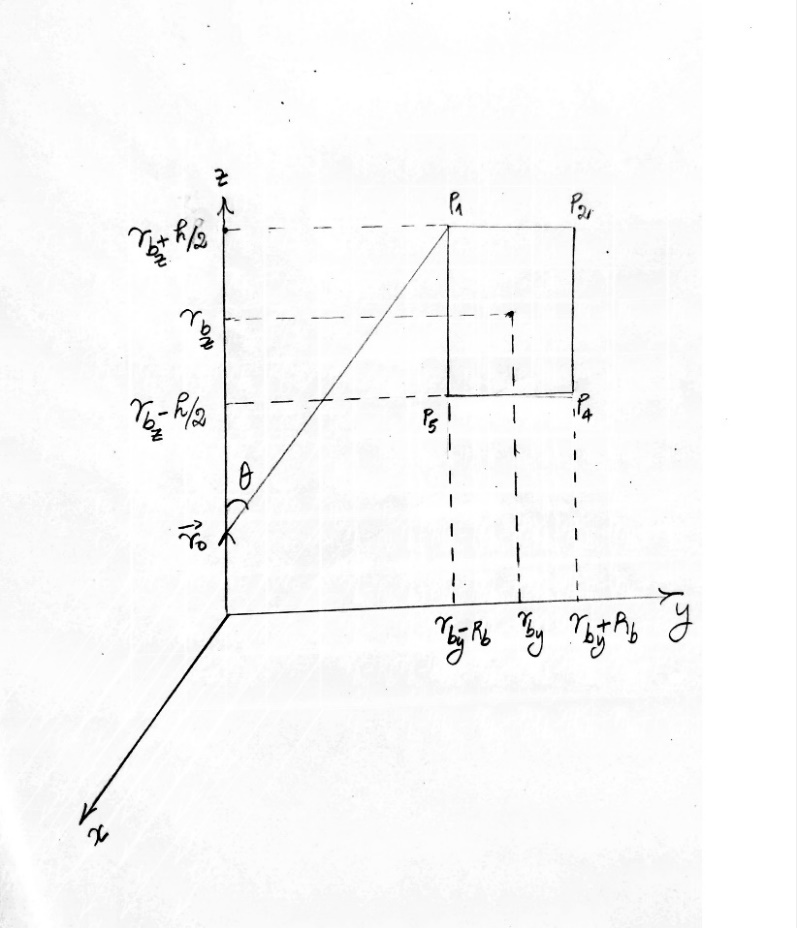 z
P₁ P₂
r_bz + h/2
r_bz
r_bz - h/2
P₅ P₄
θ
r⃗₀
r_by - R_b r_by r_by + R_b y
x